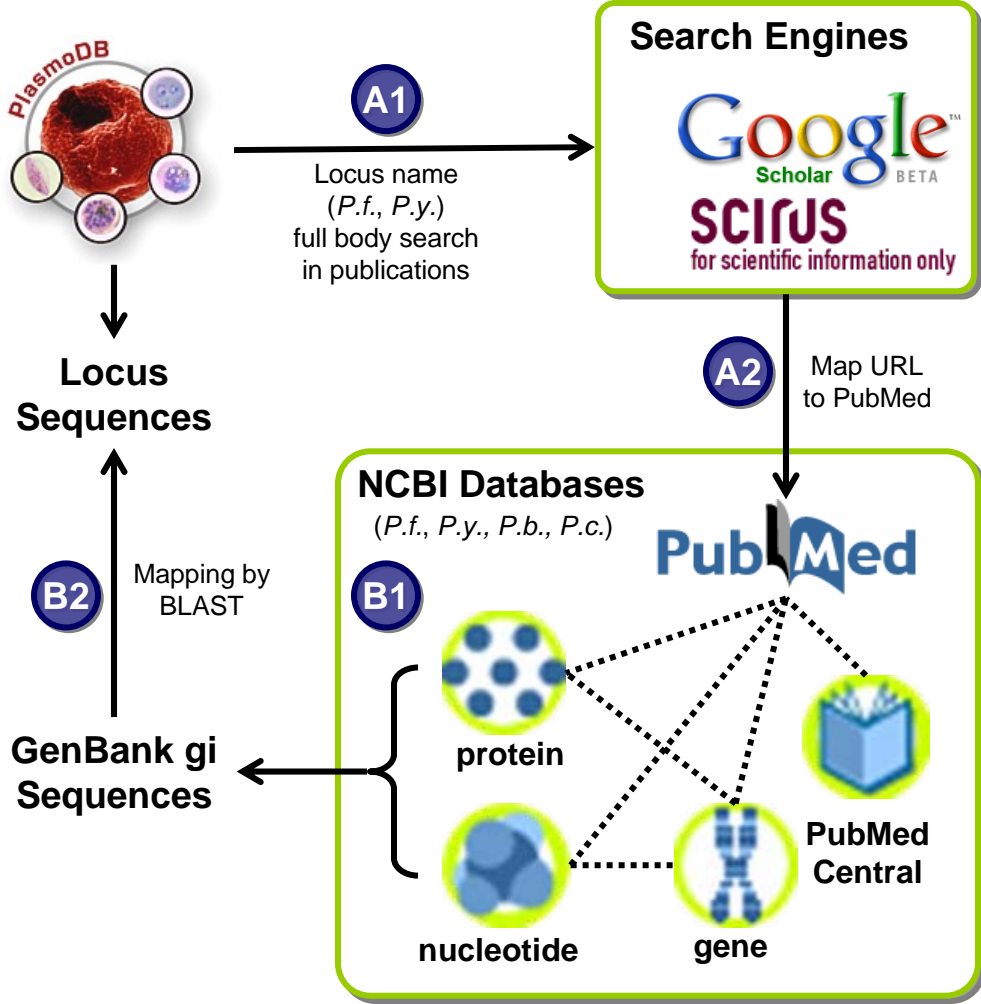 PlasmoDB
A1
Locus name
(P.f., P.y.)
full body search
in publications
Search Engines
Google™
Scholar BETA
SCIRUS
for scientific information only
A2
Map URL
to PubMed
Locus
Sequences
B2
Mapping by
BLAST
GenBank gi
Sequences
NCBI Databases
(P.f., P.y., P.b., P.c.)
PubMed
B1
protein
nucleotide
gene
PubMed
Central